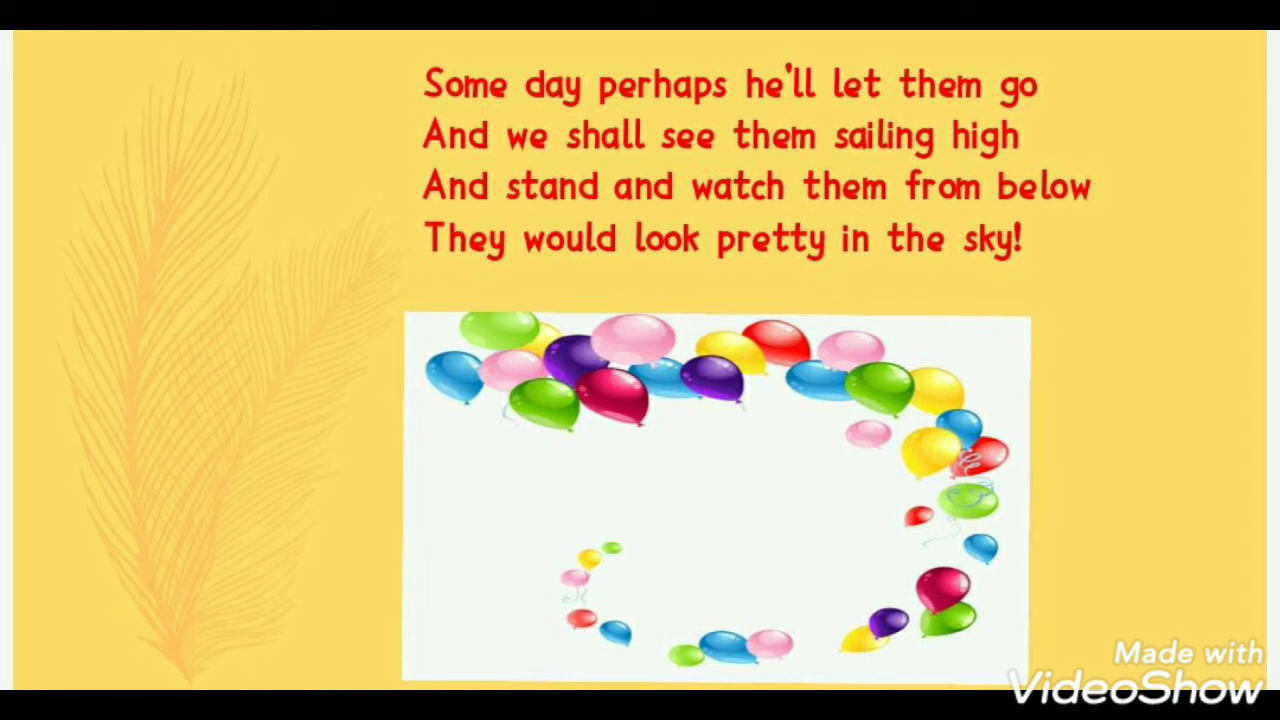 Some day perhaps he'll let them go
And we shall see them sailing high
And stand and watch them from below
They would look pretty in the sky!
Made with
VideoShow